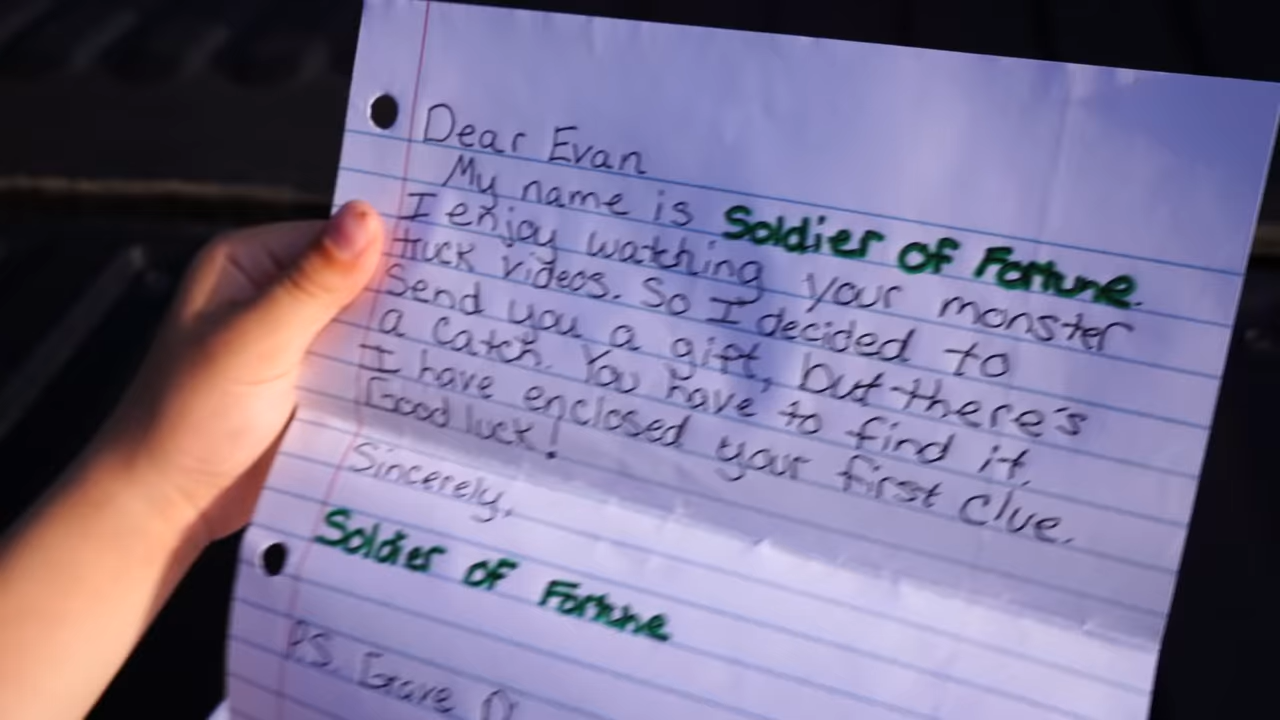 Dear Evan
My name is Soldier of Fortune.
I enjoy watching your monster
truck videos. So I decided to
Send you a gift, but there's
a catch. You have to find it.
I have enclosed your first clue.
Good luck!
Sincerely,
Soldier of Fortune
P.S. Grave